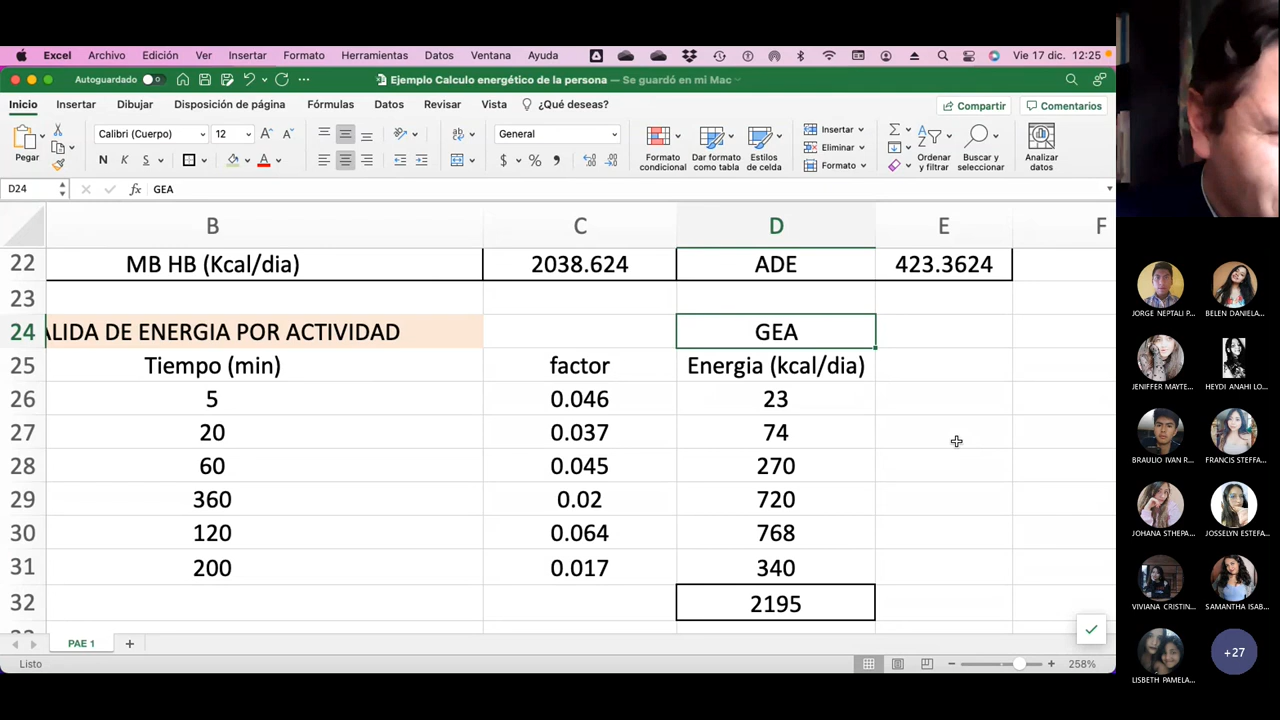 Excel Archivo Edición Ver Insertar Formato Herramientas Datos Ventana Ayuda Vie 17 dic. 12:25
Autoguardado Ejemplo Calculo energético de la persona — Se guardó en mi Mac
Inicio Insertar Dibujar Disposición de página Fórmulas Datos Revisar Vista ¿Qué deseas? Compartir Comentarios
Pegar Calibri (Cuerpo) 12 General Formato condicional Dar formato como tabla Estilos de celda Insertar Eliminar Formato Ordenar y filtrar Buscar y seleccionar Analizar datos
N K S
D24 fx GEA
B C D E F
22 MB HB (Kcal/dia) 2038.624 ADE 423.3624
23
24 ALIDA DE ENERGIA POR ACTIVIDAD GEA
25 Tiempo (min) factor Energia (kcal/dia)
26 5 0.046 23
27 20 0.037 74
28 60 0.045 270
29 360 0.02 720
30 120 0.064 768
31 200 0.017 340
32 2195
PAE 1
Listo 258%
JORGE NEPTALI P... BELEN DANIELA...
JENIFFER MAYTE... HEYDI ANAHI LO...
BRAULIO IVAN R... FRANCIS STEFFA...
JOHANA STHEPA... JOSSELYN ESTEFA...
VIVIANA CRISTIN... SAMANTHA ISAB...
LISBETH PAMELA... +27